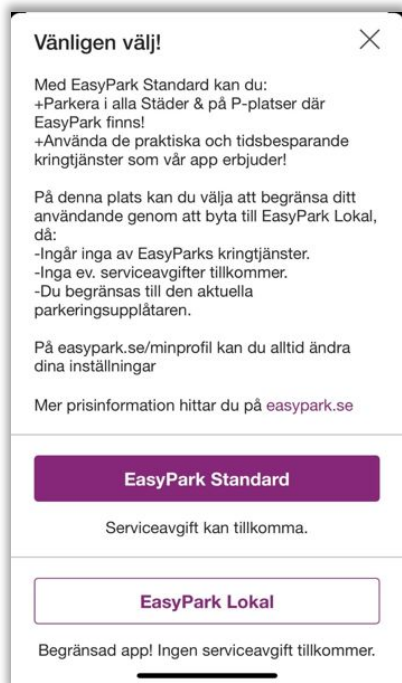 Vänligen välj!
Med EasyPark Standard kan du:
+Parkera i alla Städer & på P-platser där
EasyPark finns!
+Använda de praktiska och tidsbesparande
kringtjänster som vår app erbjuder!
På denna plats kan du välja att begränsa ditt
användande genom att byta till EasyPark Lokal,
då:
-Ingår inga av EasyParks kringtjänster.
-Inga ev. serviceavgifter tillkommer.
-Du begränsas till den aktuella
parkeringsupplåtaren.
På easypark.se/minprofil kan du alltid ändra
dina inställningar
Mer prisinformation hittar du på easypark.se
EasyPark Standard
Serviceavgift kan tillkomma.
EasyPark Lokal
Begränsad app! Ingen serviceavgift tillkommer.